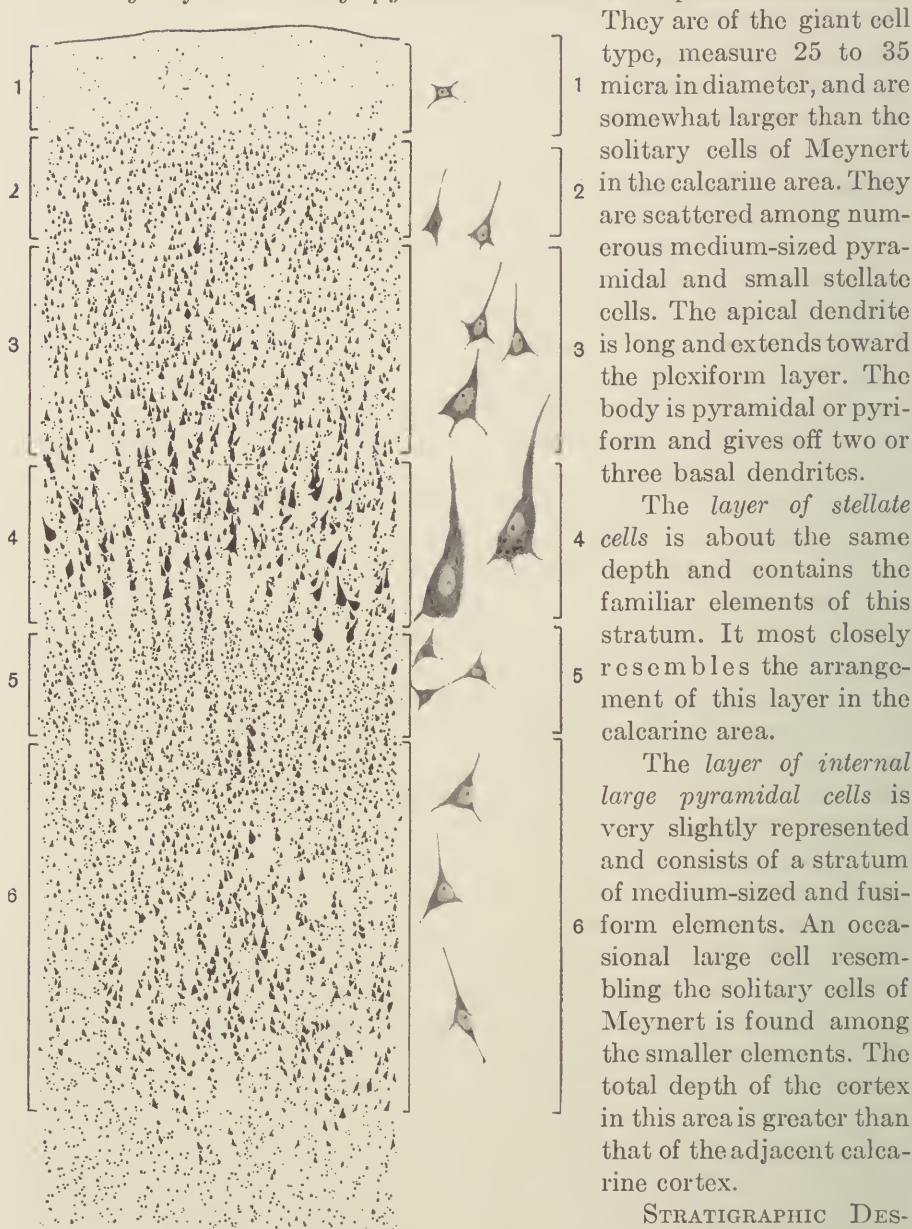 They are of the giant cell
type, measure 25 to 35
micra in diameter, and are
somewhat larger than the
solitary cells of Meynert
in the calcarine area. They
are scattered among num-
erous medium-sized pyra-
midal and small stellate
cells. The apical dendrite
is long and extends toward
the plexiform layer. The
body is pyramidal or pyri-
form and gives off two or
three basal dendrites.
The layer of stellate
cells is about the same
depth and contains the
familiar elements of this
stratum. It most closely
resembles the arrange-
ment of this layer in the
calcarine area.
The layer of internal
large pyramidal cells is
very slightly represented
and consists of a stratum
of medium-sized and fusi-
form elements. An occa-
sional large cell resem-
bling the solitary cells of
Meynert is found among
the smaller elements. The
total depth of the cortex
in this area is greater than
that of the adjacent calca-
rine cortex.
STRATIGRAPHIC DES-
1
2
3
4
5
6
1
2
3
4
5
6